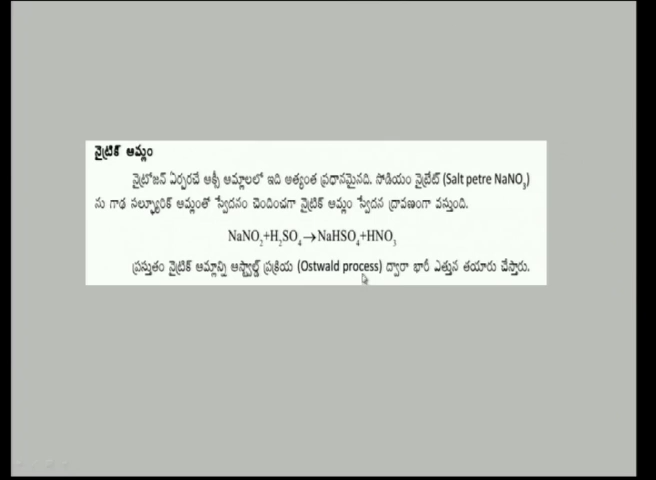 నైట్రిక్ ఆమ్లం
నైట్రోజన్ ఏర్పరచే ఆక్సీ ఆమ్లాలలో ఇది అత్యంత ప్రధానమైనది. సోడియం నైట్రేట్ (Salt petre NaNO₃)
ను గాఢ సల్ఫ్యూరిక్ ఆమ్లంతో స్వేదనం చెందించగా నైట్రిక్ ఆమ్లం స్వేదన ద్రావణంగా వస్తుంది.
NaNO₂+H₂SO₄→NaHSO₄+HNO₃
ప్రస్తుతం నైట్రిక్ ఆమ్లాన్ని ఆస్ట్వాల్డ్ ప్రక్రియ (Ostwald process) ద్వారా భారీ ఎత్తున తయారు చేస్తారు.